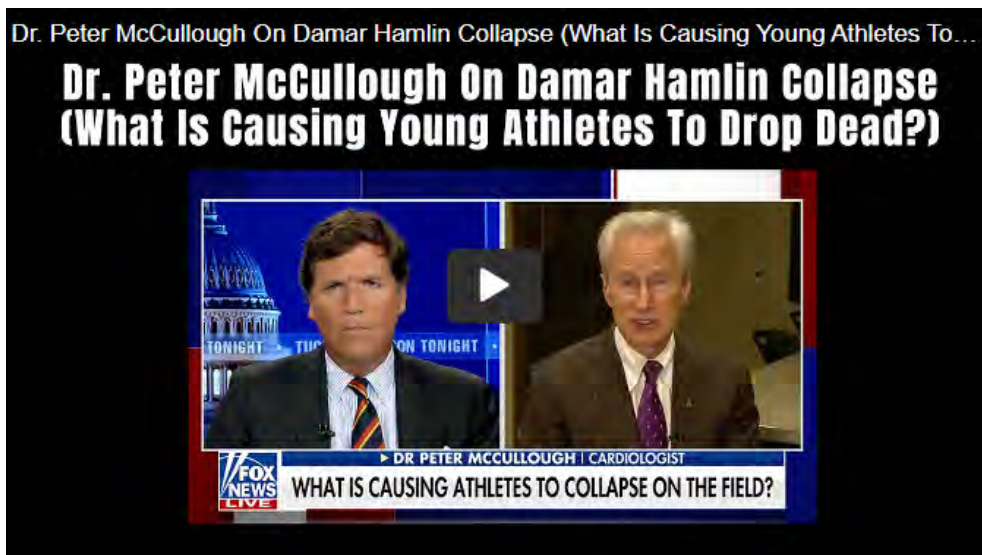 Dr. Peter McCullough On Damar Hamlin Collapse (What Is Causing Young Athletes To…
Dr. Peter McCullough On Damar Hamlin Collapse
(What Is Causing Young Athletes To Drop Dead?)
TONIGHT
TUC
ON TONIGHT
DR PETER MCCULLOUGH | CARDIOLOGIST
FOX
NEWS
LIVE
WHAT IS CAUSING ATHLETES TO COLLAPSE ON THE FIELD?